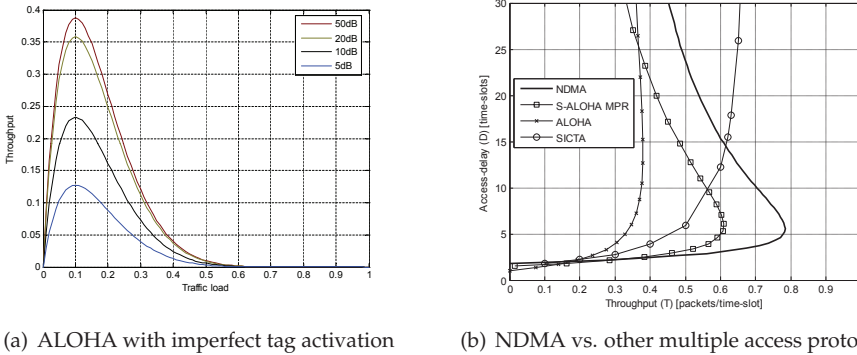 0.4
0.35
0.3
0.25
0.2
0.15
0.1
0.05
0
Throughput
50dB
20dB
10dB
5dB
0 0.1 0.2 0.3 0.4 0.5 0.6 0.7 0.8 0.9 1
Traffic load
(a) ALOHA with imperfect tag activation
30
25
20
15
10
5
0
Access-delay (D) [time-slots]
NDMA
S-ALOHA MPR
ALOHA
SICTA
0 0.1 0.2 0.3 0.4 0.5 0.6 0.7 0.8 0.9
Throughput (T) [packets/time-slot]
(b) NDMA vs. other multiple access proto